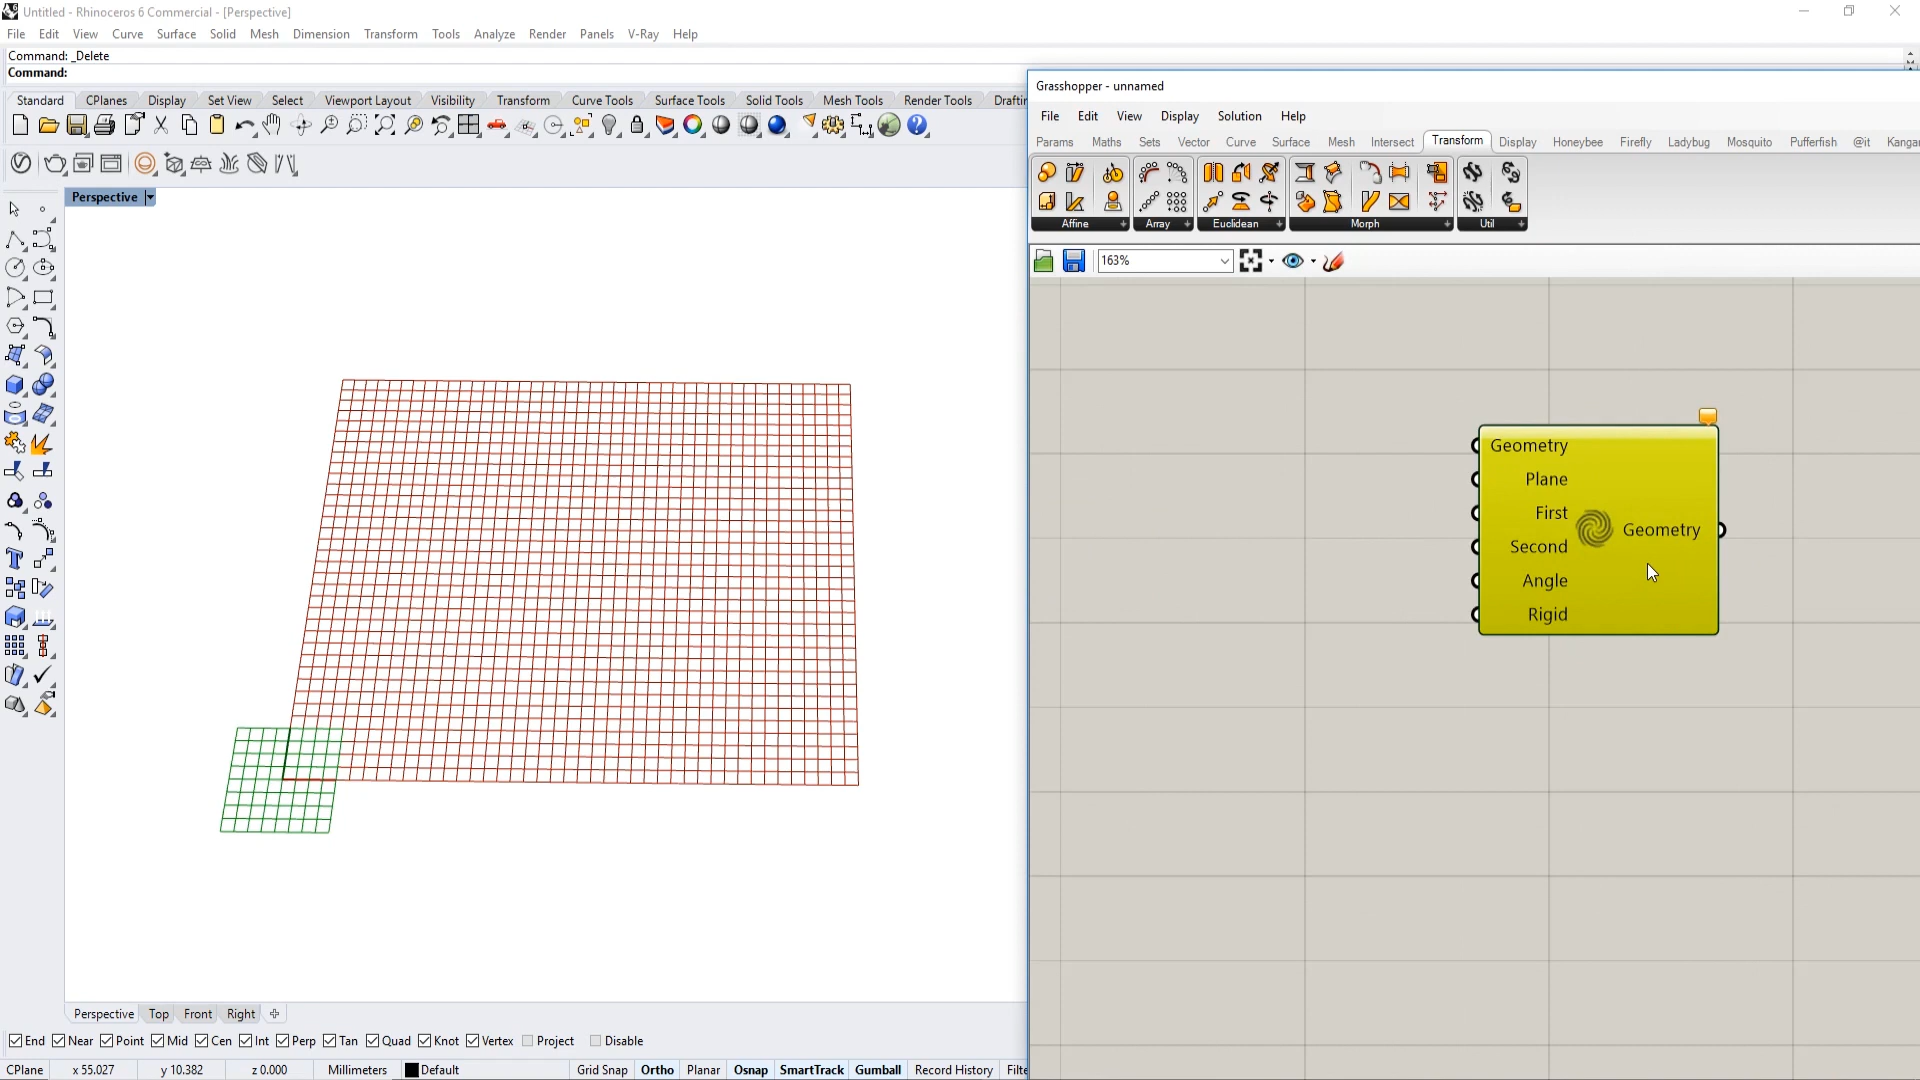 Untitled - Rhinoceros 6 Commercial - [Perspective]
File Edit View Curve Surface Solid Mesh Dimension Transform Tools Analyze Render Panels V-Ray Help
Command: _Delete
Command:
Standard CPlanes Display Set View Select Viewport Layout Visibility Transform Curve Tools Surface Tools Solid Tools Mesh Tools Render Tools Draftin
Perspective
Grasshopper - unnamed
File Edit View Display Solution Help
Params Maths Sets Vector Curve Surface Mesh Intersect Transform Display Honeybee Firefly Ladybug Mosquito Pufferfish @it Kangar
Affine Array Euclidean Morph Util
163%
Geometry
Plane
First
Second
Angle
Rigid
Geometry
Perspective Top Front Right
End Near Point Mid Cen Int Perp Tan Quad Knot Vertex Project Disable
CPlane x 55.027 y 10.382 z 0.000 Millimeters Default Grid Snap Ortho Planar Osnap SmartTrack Gumball Record History Filte